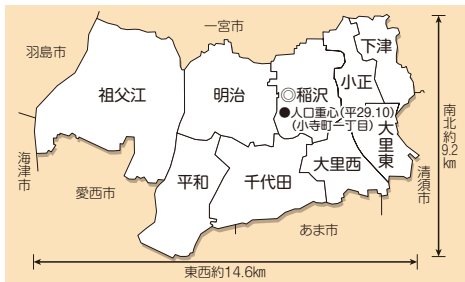 一宮市
羽島市
下津
祖父江
明治
◎稲沢
小正
●人口重心(平29.10)
(小寺町一丁目)
大里東
大里西
南北約9.2㎞
海津市
愛西市
平和
千代田
清須市
あま市
東西約14.6㎞